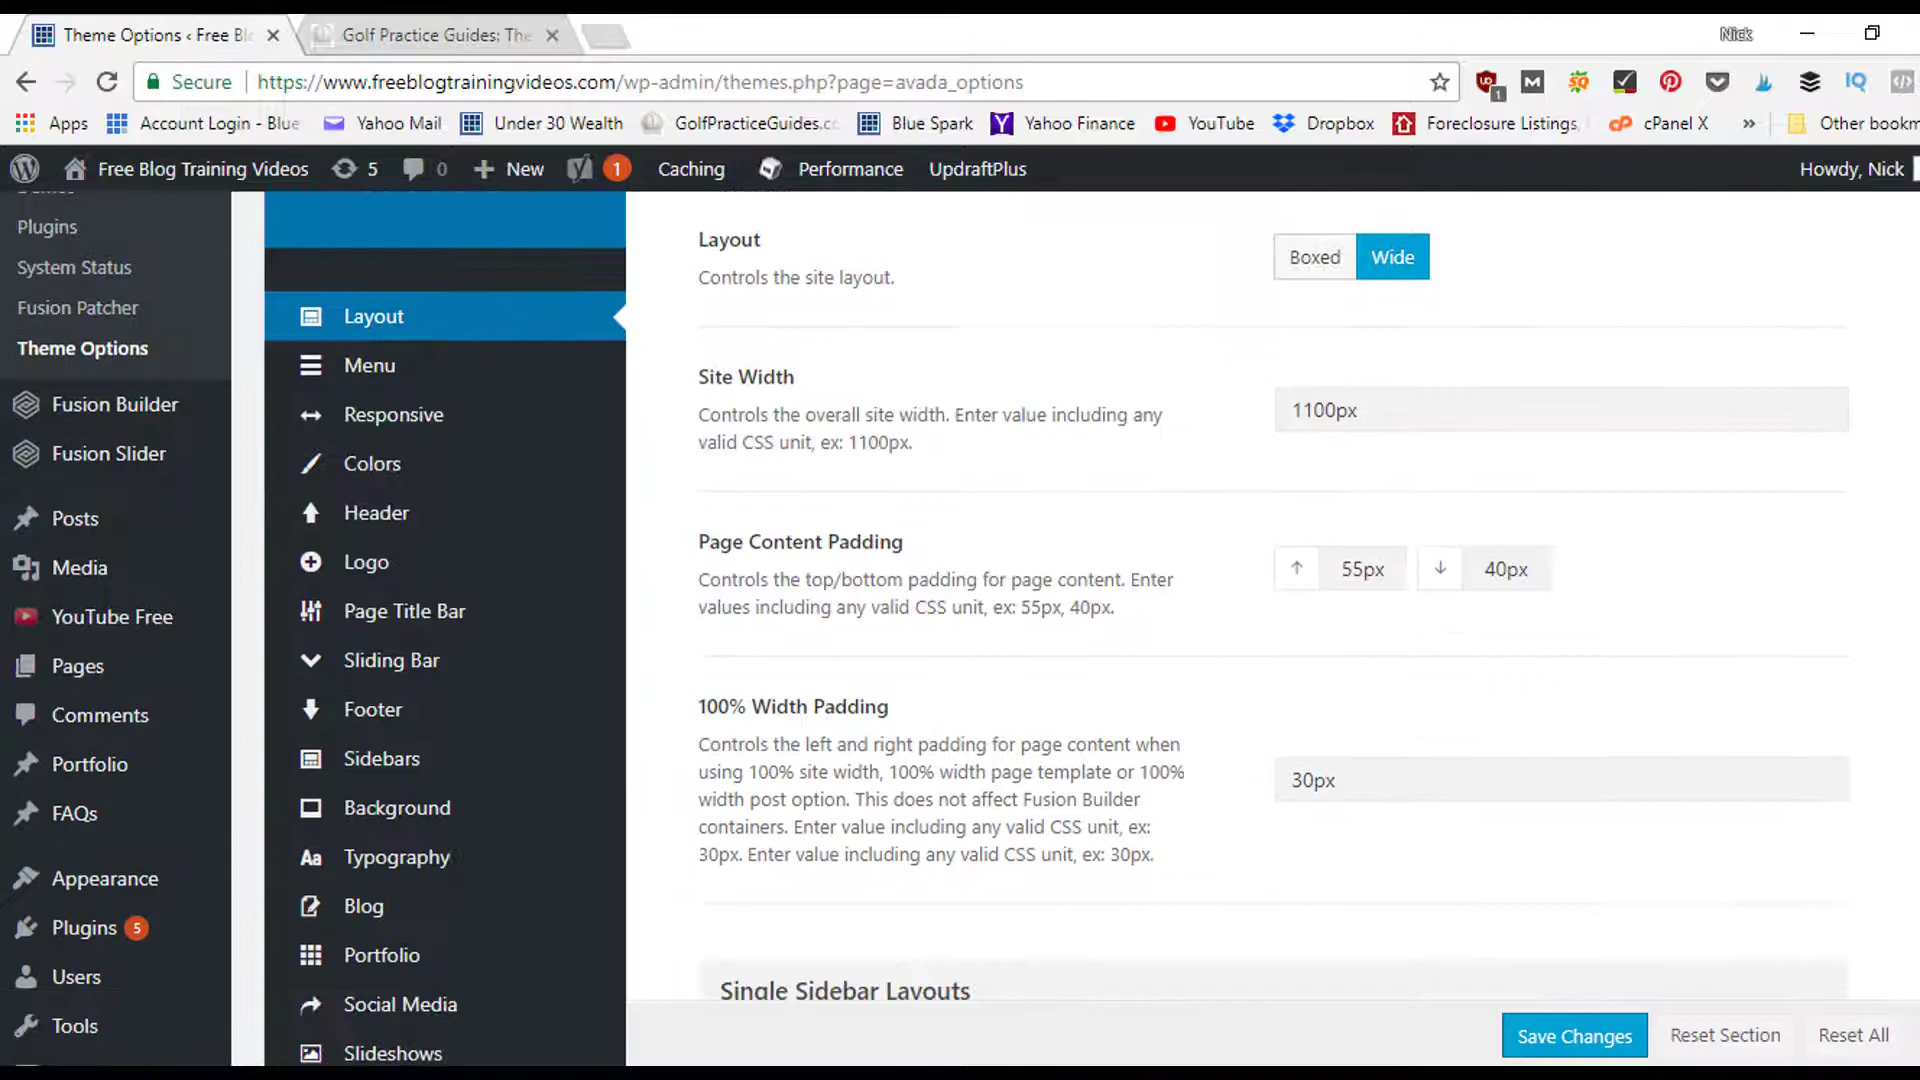 Theme Options ‹ Free Bl
Golf Practice Guides: The
Nick
Secure
https://www.freeblogtrainingvideos.com/wp-admin/themes.php?page=avada_options
1
Apps
Account Login - Blue
Yahoo Mail
Under 30 Wealth
GolfPracticeGuides.cc
Blue Spark
Yahoo Finance
YouTube
Dropbox
Foreclosure Listings,
cPanel X
»
Other bookm
Free Blog Training Videos
5
0
New
1
Caching
Performance
UpdraftPlus
Howdy, Nick
Plugins
System Status
Fusion Patcher
Theme Options
Fusion Builder
Fusion Slider
Posts
Media
YouTube Free
Pages
Comments
Portfolio
FAQs
Appearance
Plugins 5
Users
Tools
Layout
Menu
Responsive
Colors
Header
Logo
Page Title Bar
Sliding Bar
Footer
Sidebars
Background
Aa Typography
Blog
Portfolio
Social Media
Slideshows
Layout
Controls the site layout.
Boxed Wide
Site Width
Controls the overall site width. Enter value including any
valid CSS unit, ex: 1100px.
1100px
Page Content Padding
Controls the top/bottom padding for page content. Enter
values including any valid CSS unit, ex: 55px, 40px.
55px 40px
100% Width Padding
Controls the left and right padding for page content when
using 100% site width, 100% width page template or 100%
width post option. This does not affect Fusion Builder
containers. Enter value including any valid CSS unit, ex:
30px. Enter value including any valid CSS unit, ex: 30px.
30px
Single Sidebar Layouts
Save Changes
Reset Section
Reset All